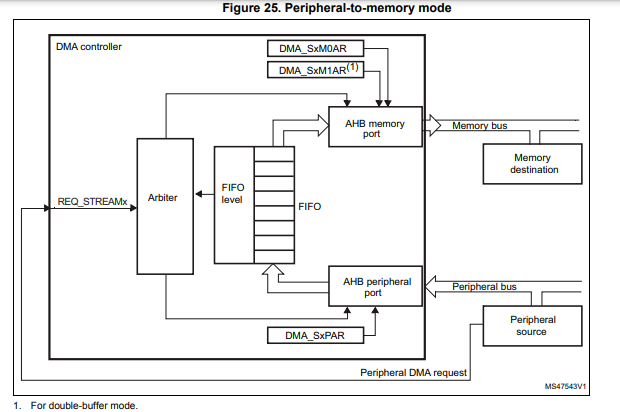 Figure 25. Peripheral-to-memory mode
DMA controller
DMA_SxM0AR
DMA_SxM1AR(1)
AHB memory
port
Memory bus
Memory
destination
REQ_STREAMx
Arbiter
FIFO
level
FIFO
AHB peripheral
port
Peripheral bus
Peripheral
source
DMA_SxPAR
Peripheral DMA request
MS47543V1
1. For double-buffer mode.